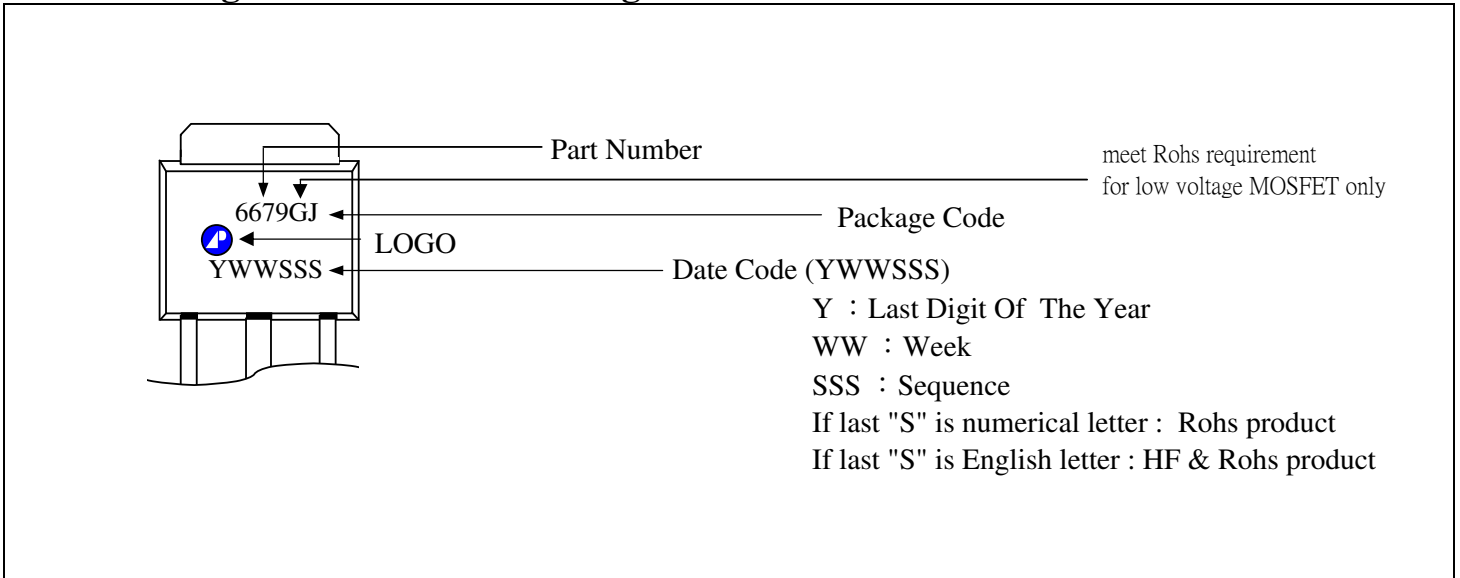 Part Number
meet Rohs requirement
for low voltage MOSFET only
6679GJ
Package Code
LOGO
YWWSSS
Date Code (YWWSSS)
Y ：Last Digit Of The Year
WW ：Week
SSS ：Sequence
If last "S" is numerical letter : Rohs product
If last "S" is English letter : HF & Rohs product